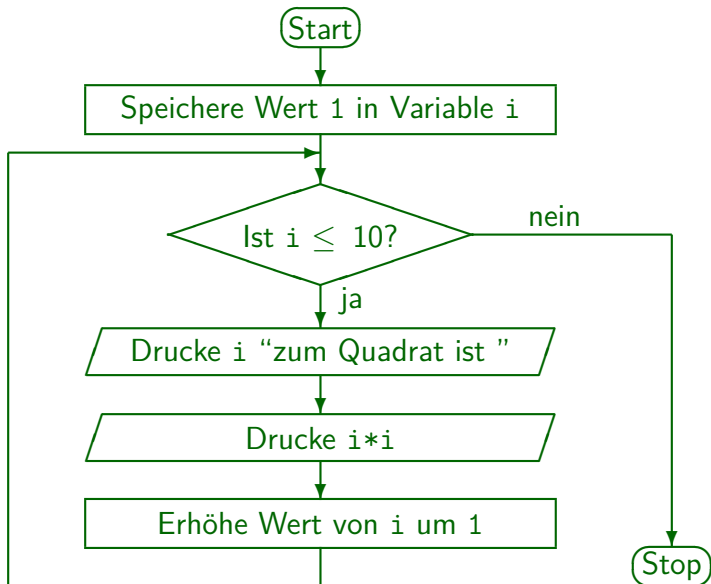 Start
Speichere Wert 1 in Variable i
Ist i ≤ 10?
nein
ja
Drucke i “zum Quadrat ist ”
Drucke i*i
Erhöhe Wert von i um 1
Stop